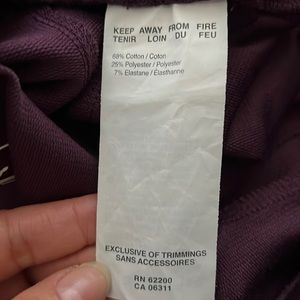 KEEP AWAY FROM FIRE
TENIR LOIN DU FEU
68% Cotton / Coton
25% Polyester / Polyester
7% Elastane / Élasthanne
EXCLUSIVE OF TRIMMINGS
SANS ACCESSOIRES
RN 62200
CA 06311